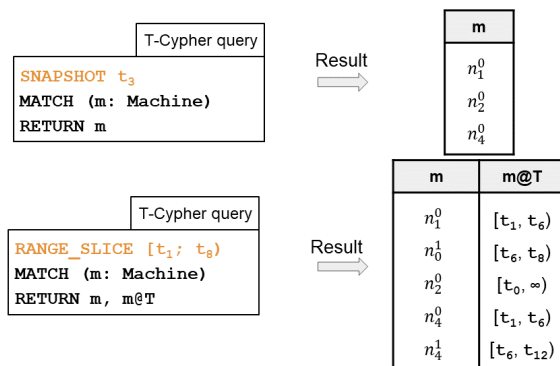 T-Cypher query
SNAPSHOT t₃
MATCH (m: Machine)
RETURN m
Result
m
n₁⁰
n₂⁰
n₄⁰
T-Cypher query
RANGE_SLICE [t₁; t₈)
MATCH (m: Machine)
RETURN m, m@T
Result
m m@T
n₁⁰ [t₁, t₆)
n₀¹ [t₆, t₈)
n₂⁰ [t₀, ∞)
n₄⁰ [t₁, t₆)
n₄¹ [t₆, t₁₂)